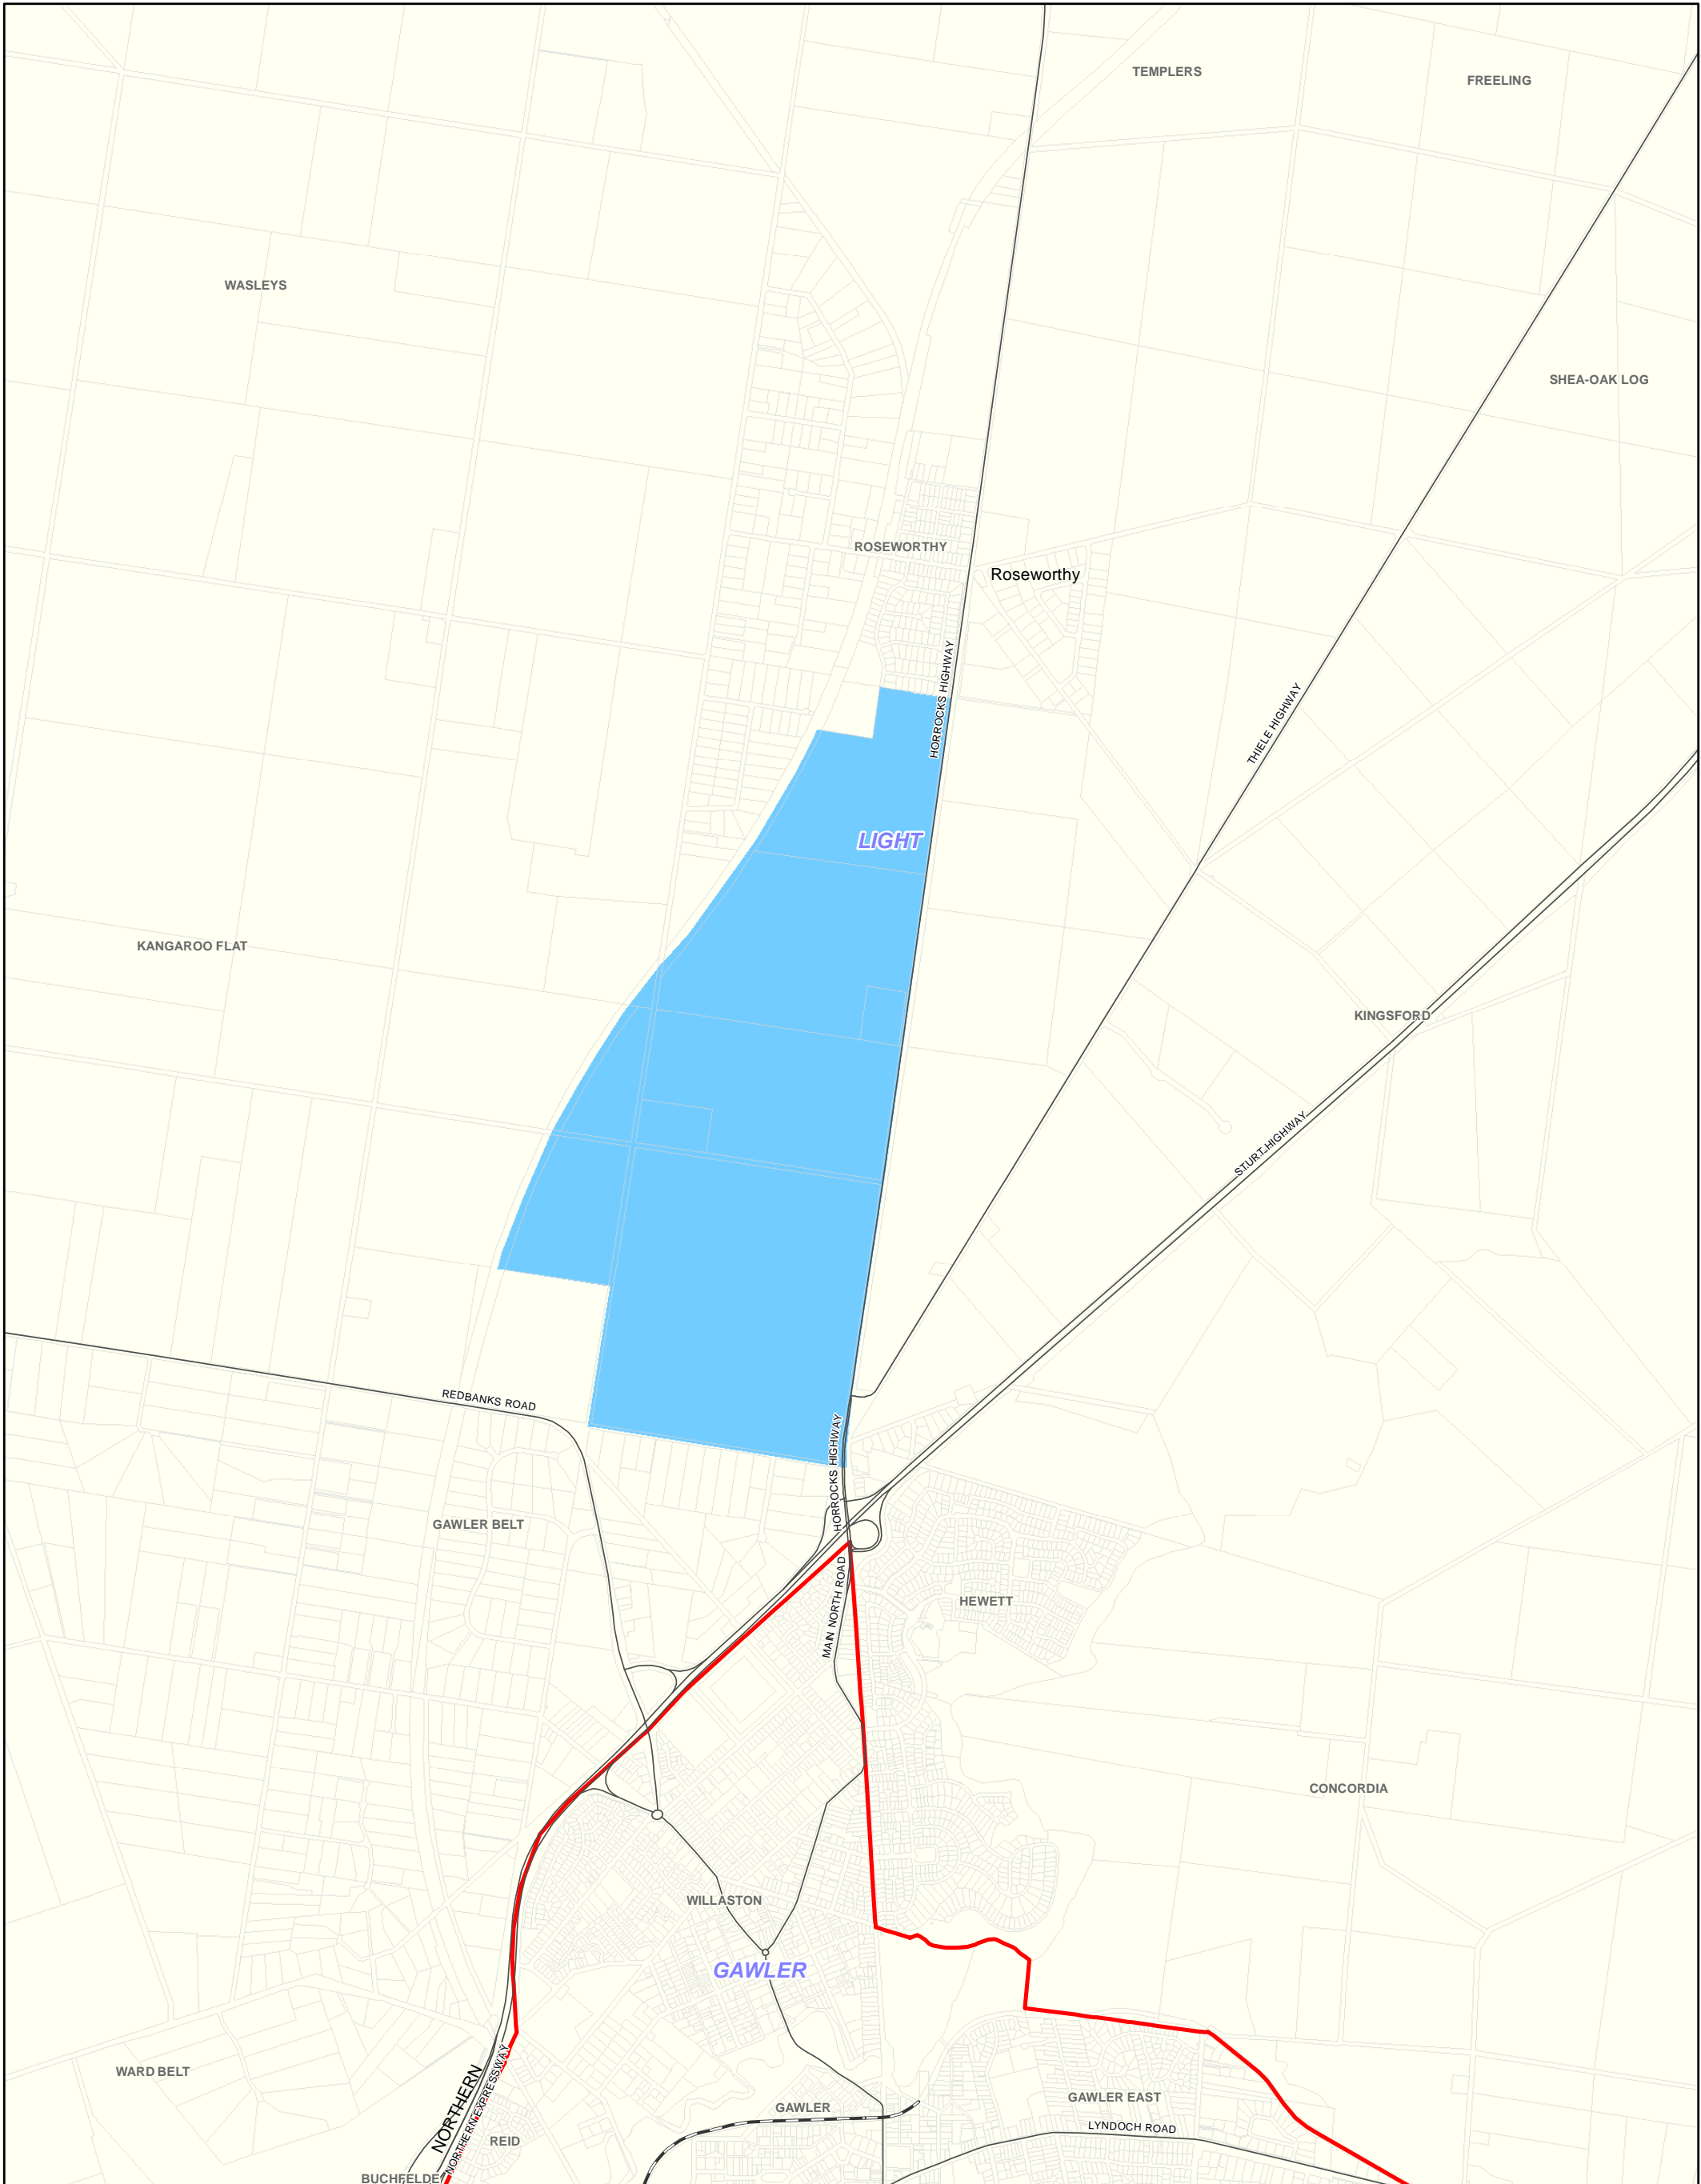 TEMPLERS
FREELING
WASLEYS
SHEA-OAK LOG
ROSEWORTHY
Roseworthy
HORROCKS HIGHWAY
THIELE HIGHWAY
LIGHT
KANGAROO FLAT
KINGSFORD
STURT HIGHWAY
REDBANKS ROAD
HORROCKS HIGHWAY
GAWLER BELT
MAIN NORTH ROAD
HEWETT
CONCORDIA
WILLASTON
GAWLER
WARD BELT
NORTHERN
NORTHERN EXPRESSWAY
GAWLER EAST
GAWLER
LYNDOCH ROAD
REID
BUCHFELDE